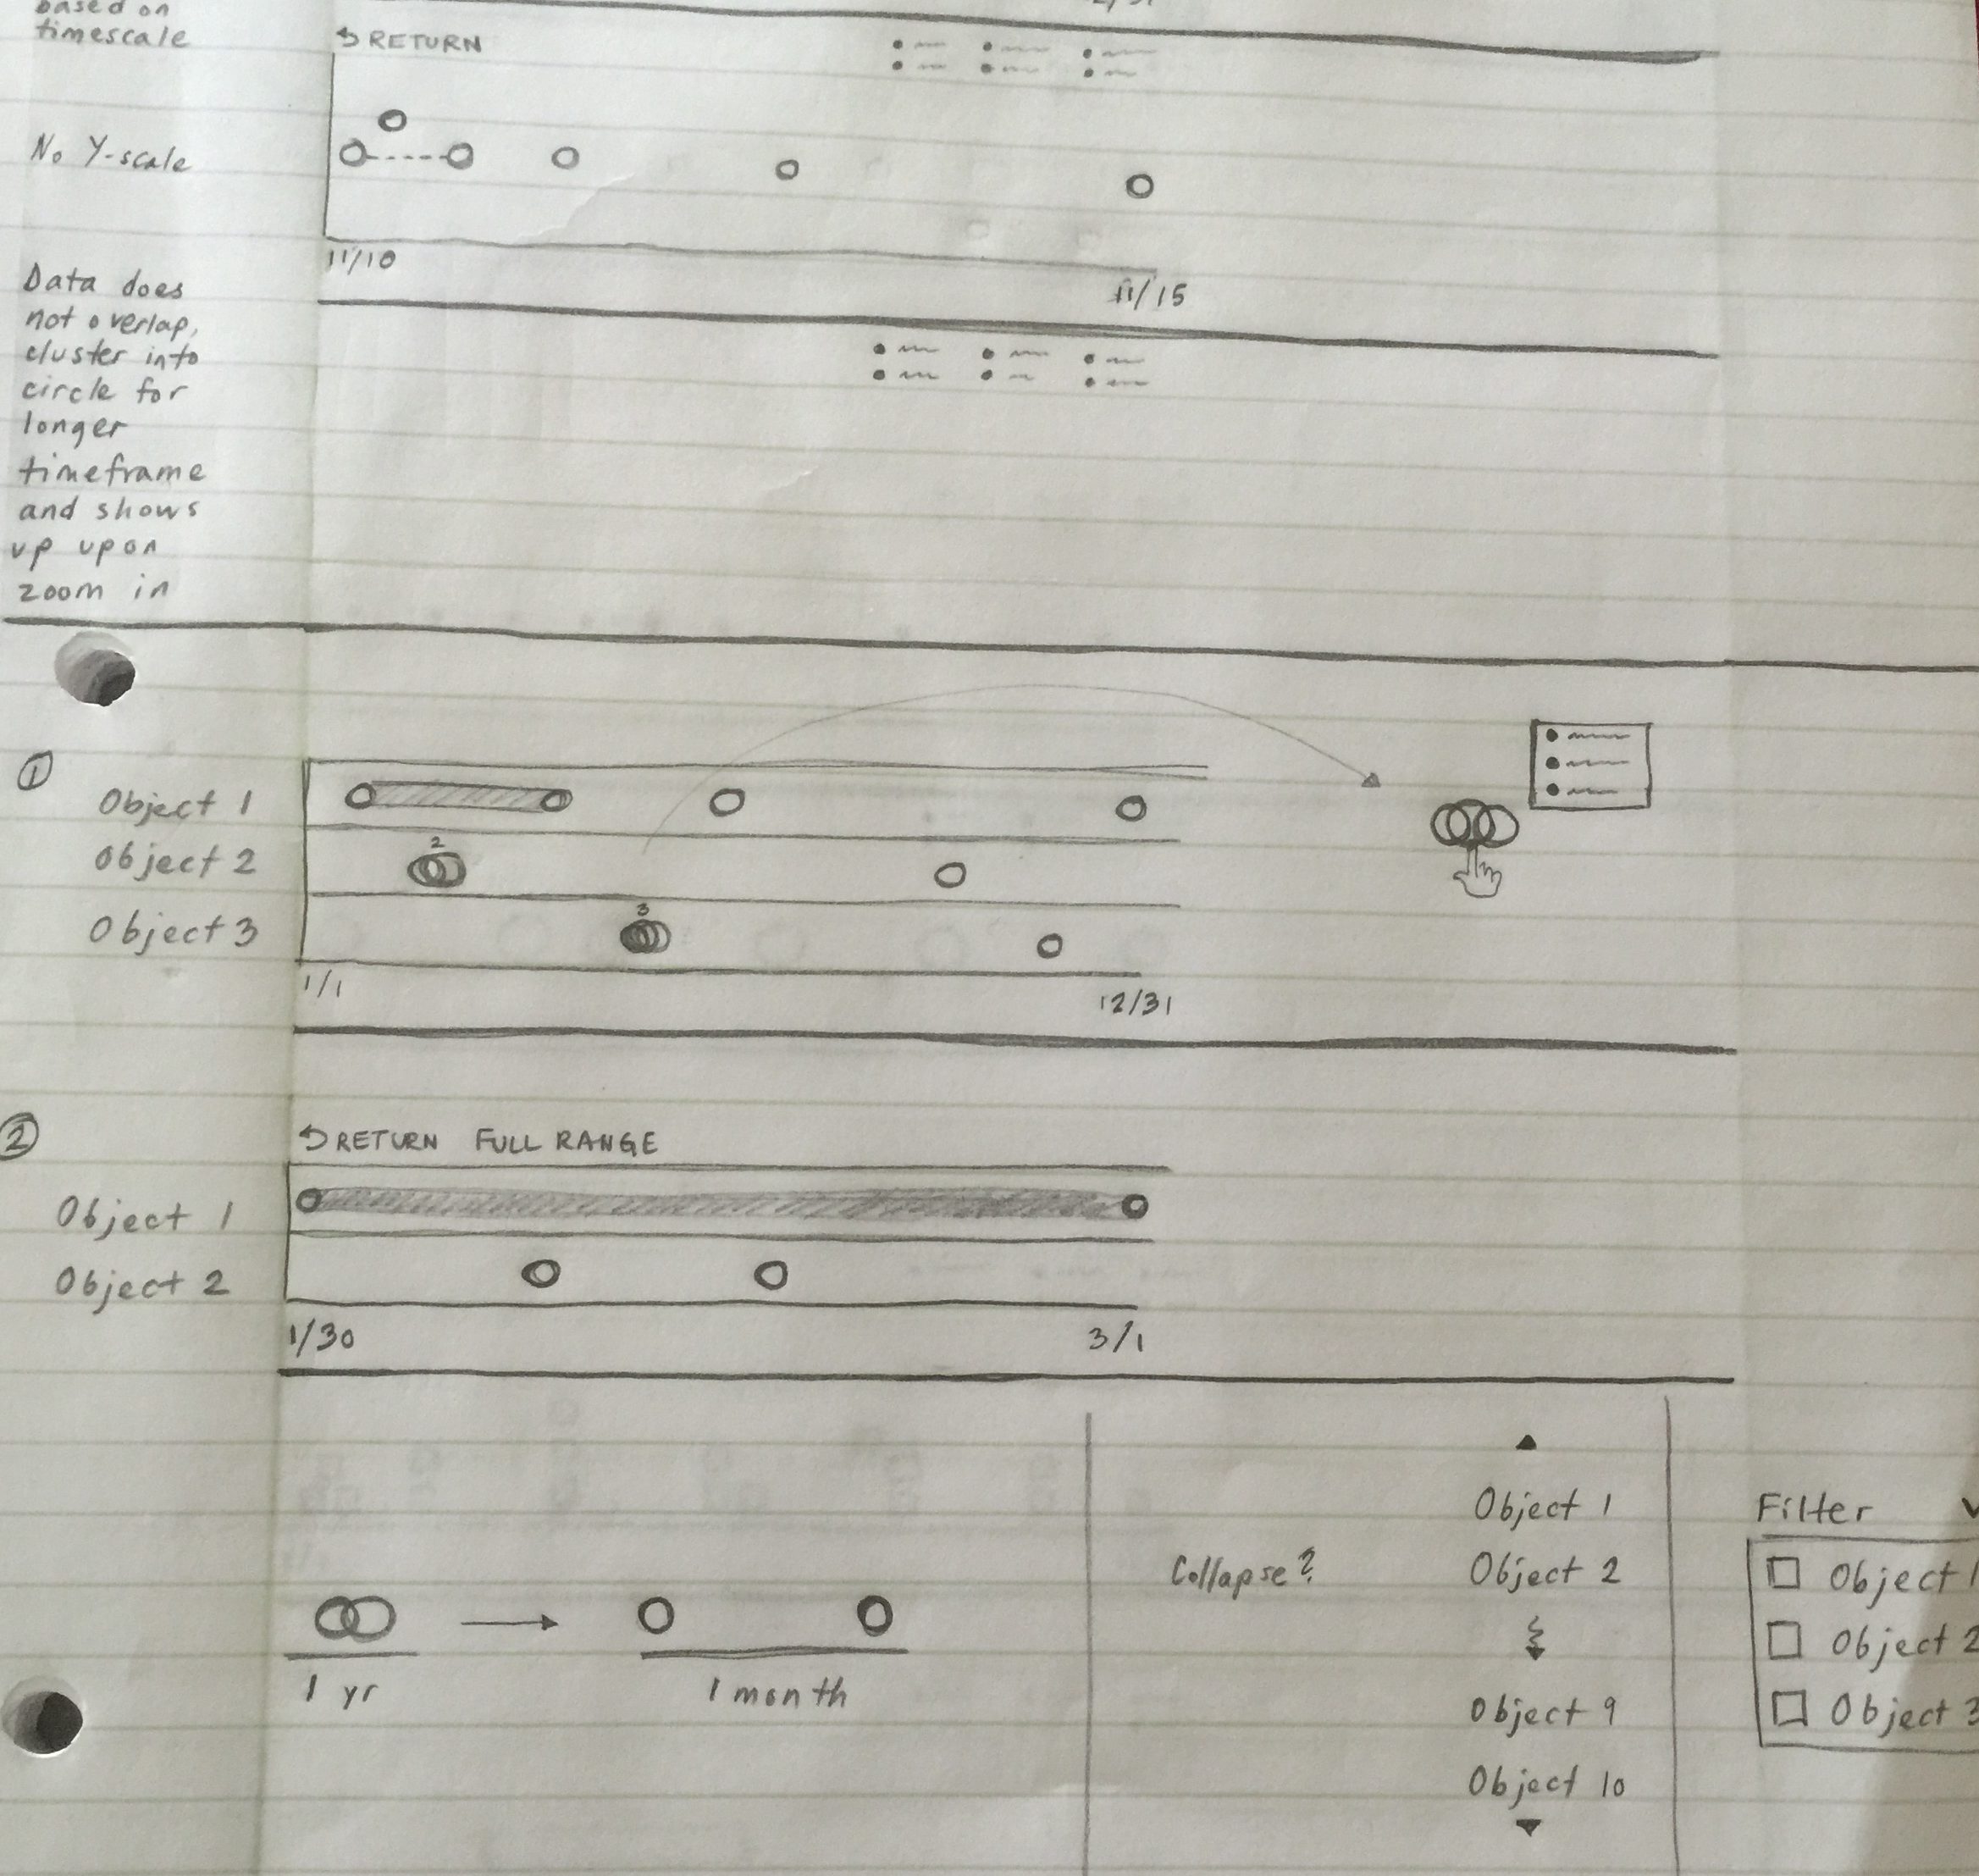 based on
timescale
RETURN
No Y-scale
11/10
11/15
Data does
not overlap,
cluster into
circle for
longer
timeframe
and shows
up upon
zoom in
1
Object 1
2
Object 2
3
Object 3
1/1
12/31
2
RETURN FULL RANGE
Object 1
Object 2
1/30
3/1
1 yr
1 month
Collapse?
Object 1
Object 2
Object 9
Object 10
Filter
Object 1
Object 2
Object 3